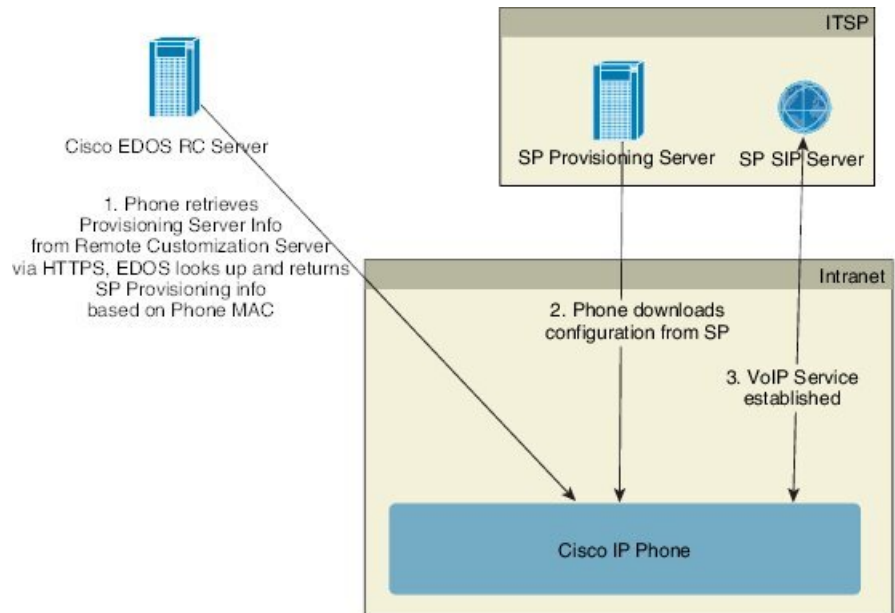 ITSP
Cisco EDOS RC Server
SP Provisioning Server
SP SIP Server
1. Phone retrieves
Provisioning Server Info
from Remote Customization Server
via HTTPS, EDOS looks up and returns
SP Provisioning info
based on Phone MAC
Intranet
2. Phone downloads
configuration from SP
3. VoIP Service
established
Cisco IP Phone